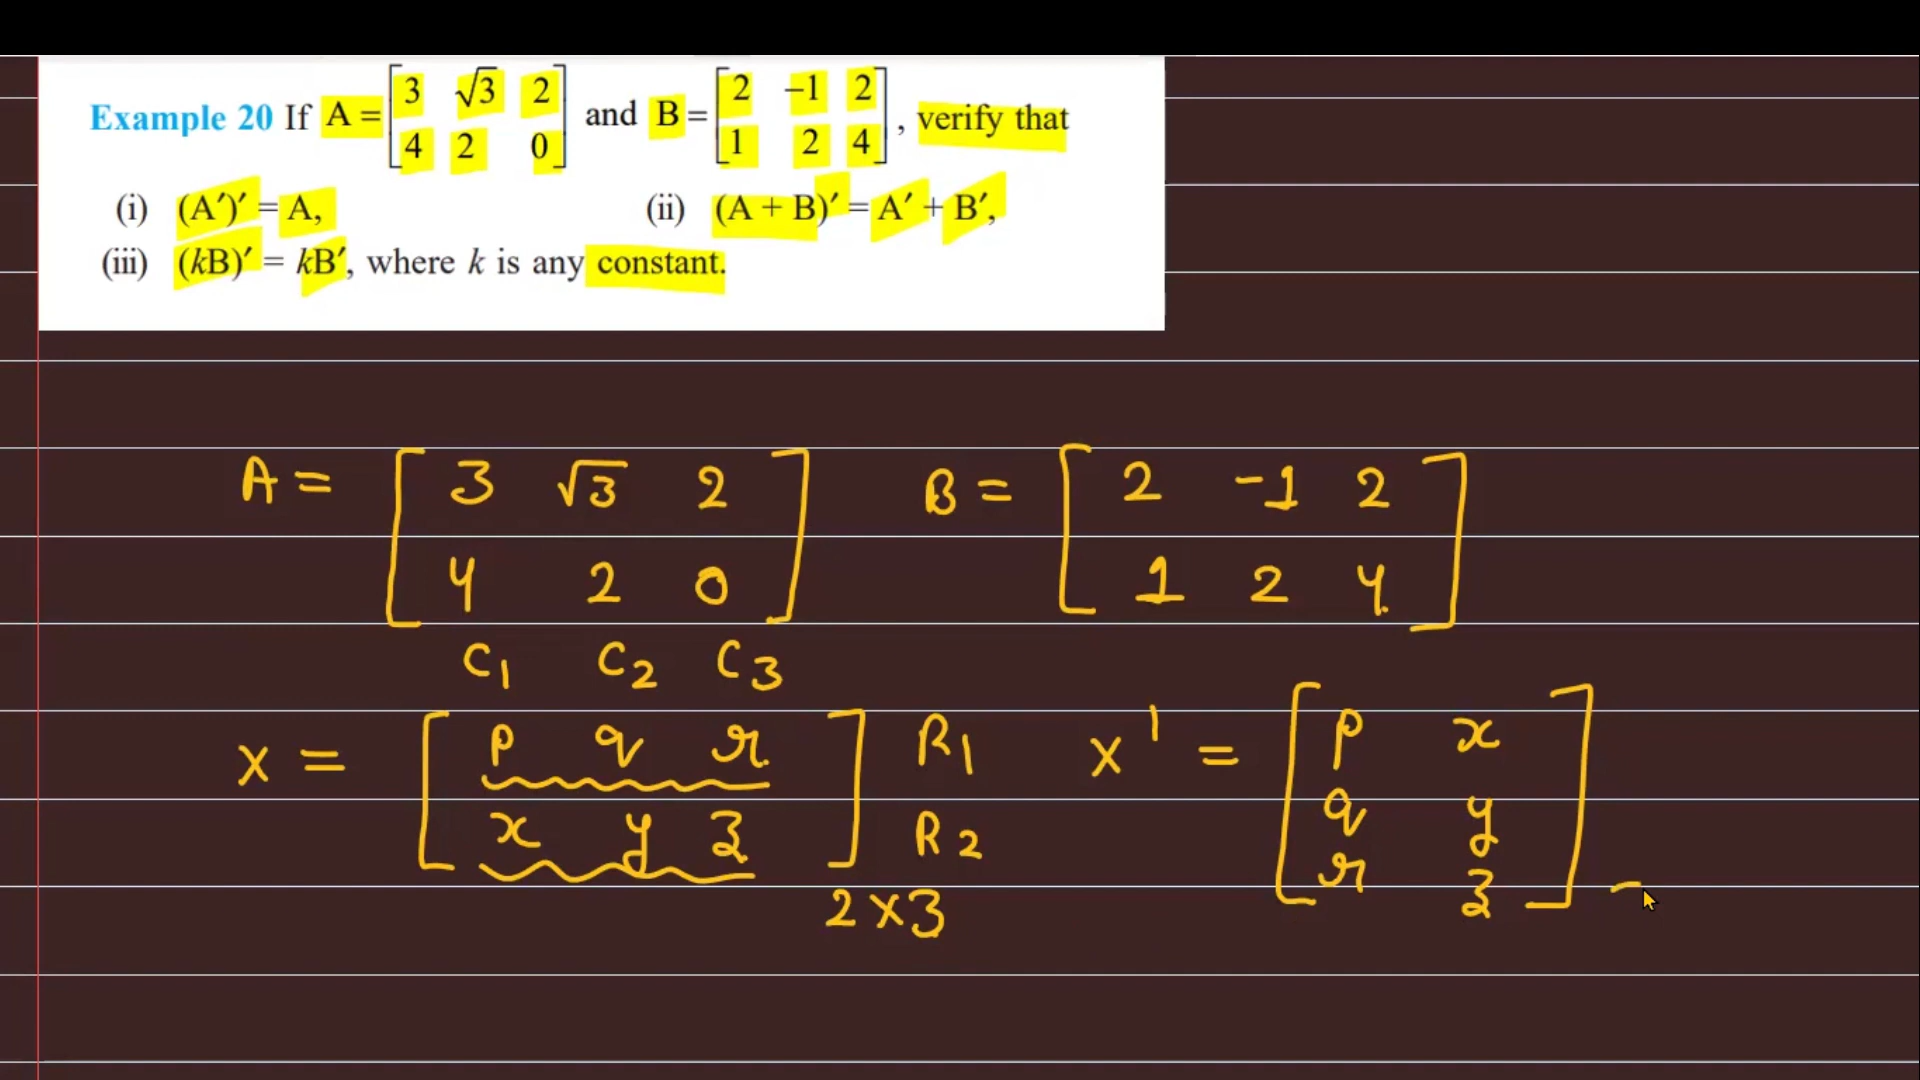 Example 20 If A = [3 √3 2
4 2 0] and B = [2 −1 2
1 2 4], verify that
(i) (A′)′ = A, (ii) (A + B)′ = A′ + B′,
(iii) (kB)′ = kB′, where k is any constant.
A = [3 √3 2 B = [2 -1 2
4 2 0] 1 2 4]
C1 C2 C3
X = [p q r R1 X' = [p x
x y z] R2 q y
2×3 r z]